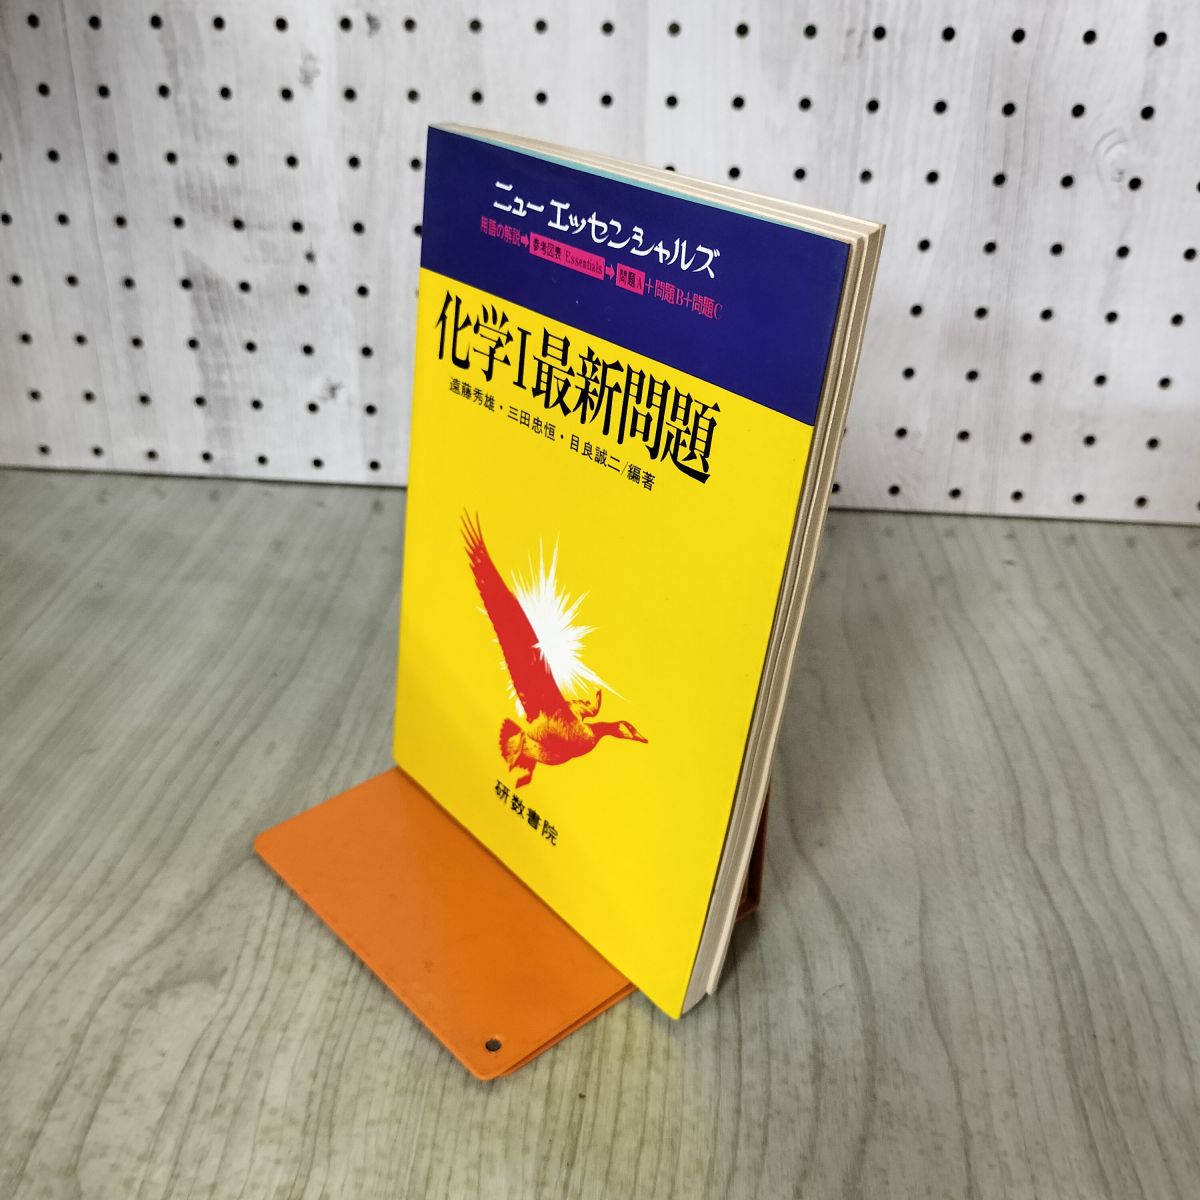 ニューエッセンシャルズ
用語の解説➡参考図表/Essentials➡問題A+問題B+問題C
化学I最新問題
遠藤秀雄・三田忠恒・目良誠二/編著
研数書院